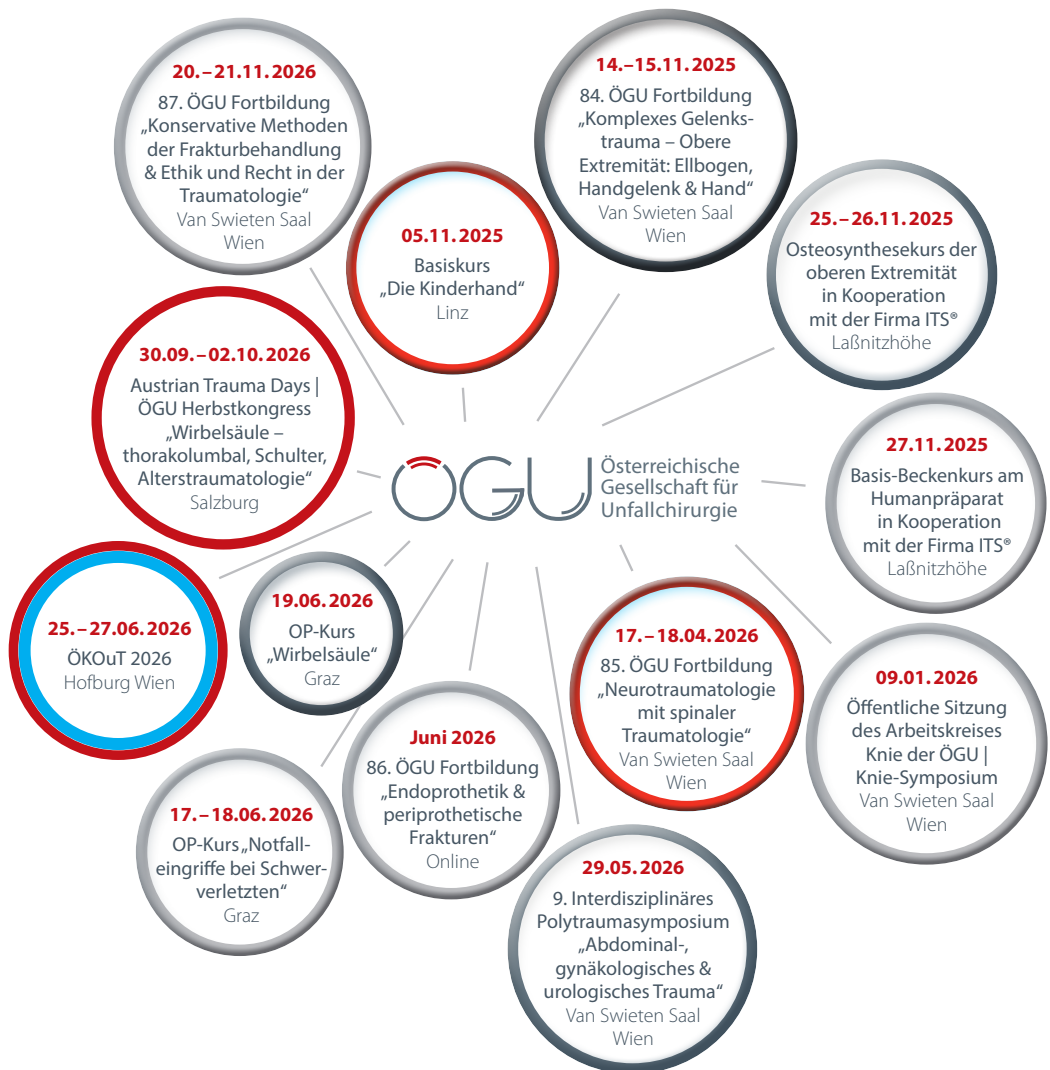 20.–21.11.2026
87. ÖGU Fortbildung
„Konservative Methoden
der Frakturbehandlung
& Ethik und Recht in der
Traumatologie“
Van Swieten Saal
Wien
14.–15.11.2025
84. ÖGU Fortbildung
„Komplexes Gelenks-
trauma – Obere
Extremität: Ellbogen,
Handgelenk & Hand“
Van Swieten Saal
Wien
05.11.2025
Basiskurs
„Die Kinderhand“
Linz
25.–26.11.2025
Osteosynthesekurs der
oberen Extremität
in Kooperation
mit der Firma ITS®
Laßnitzhöhe
30.09.–02.10.2026
Austrian Trauma Days |
ÖGU Herbstkongress
„Wirbelsäule –
thorakolumbal, Schulter,
Alterstraumatologie“
Salzburg
ÖGU
Österreichische
Gesellschaft für
Unfallchirurgie
27.11.2025
Basis-Beckenkurs am
Humanpräparat
in Kooperation
mit der Firma ITS®
Laßnitzhöhe
25.–27.06.2026
ÖKOuT 2026
Hofburg Wien
19.06.2026
OP-Kurs
„Wirbelsäule“
Graz
17.–18.04.2026
85. ÖGU Fortbildung
„Neurotraumatologie
mit spinaler
Traumatologie“
Van Swieten Saal
Wien
09.01.2026
Öffentliche Sitzung
des Arbeitskreises
Knie der ÖGU |
Knie-Symposium
Van Swieten Saal
Wien
Juni 2026
86. ÖGU Fortbildung
„Endoprothetik &
periprothetische
Frakturen“
Online
17.–18.06.2026
OP-Kurs „Notfall-
eingriffe bei Schwer-
verletzten“
Graz
29.05.2026
9. Interdisziplinäres
Polytraumasymposium
„Abdominal-,
gynäkologisches &
urologisches Trauma“
Van Swieten Saal
Wien